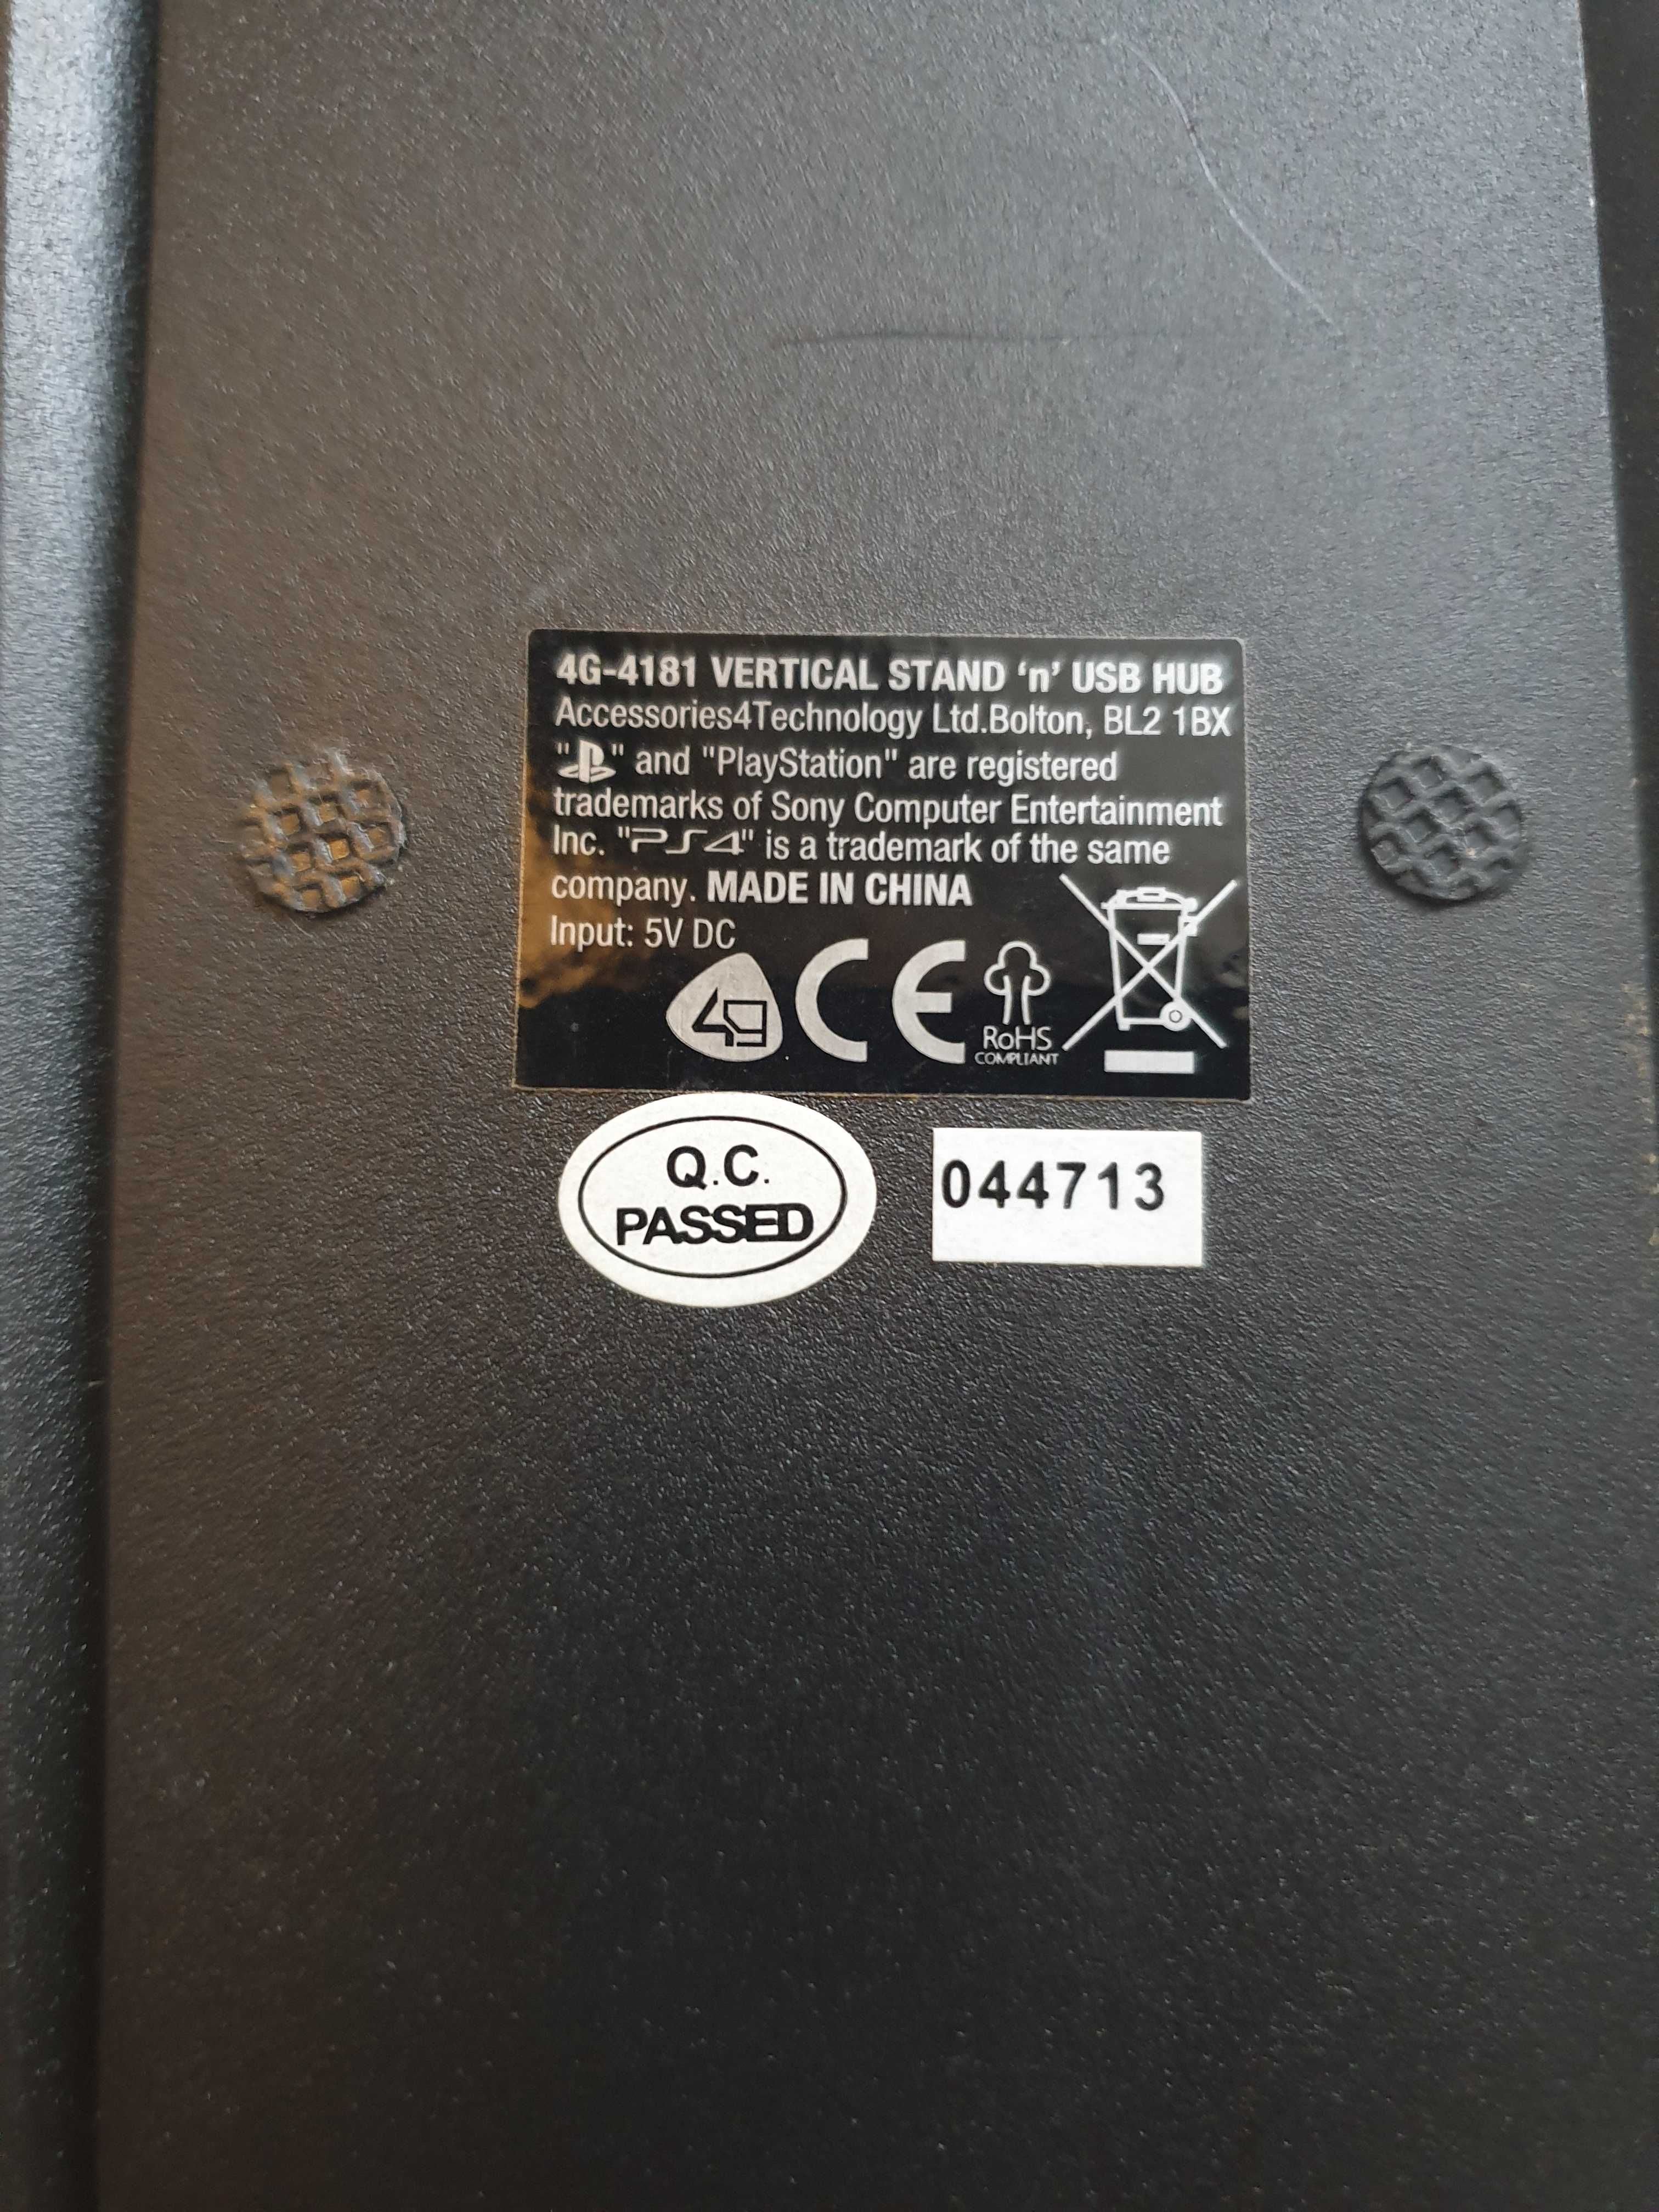 4G-4181 VERTICAL STAND 'n' USB HUB
Accessories4Technology Ltd.Bolton, BL2 1BX
"" and "PlayStation" are registered
trademarks of Sony Computer Entertainment
Inc. "PS4" is a trademark of the same
company. MADE IN CHINA
Input: 5V DC
4G CE
RoHS
COMPLIANT
Q.C.
PASSED
044713